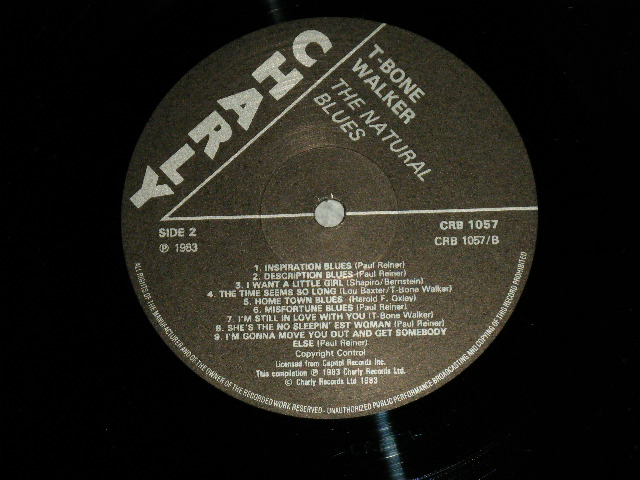 CHARLY
T-BONE
WALKER
THE NATURAL
BLUES
SIDE 2
℗ 1983
CRB 1057
CRB 1057/B
1. INSPIRATION BLUES (Paul Reiner)
2. DESCRIPTION BLUES (Paul Reiner)
3. I WANT A LITTLE GIRL (Shapiro/Bernstein)
4. THE TIME SEEMS SO LONG (Lou Baxter/T-Bone Walker)
5. HOME TOWN BLUES (Harold F. Oxley)
6. MISFORTUNE BLUES (Paul Reiner)
7. I'M STILL IN LOVE WITH YOU (T-Bone Walker)
8. SHE'S THE NO SLEEPIN' EST WOMAN (Paul Reiner)
9. I'M GONNA MOVE YOU OUT AND GET SOMEBODY
ELSE (Paul Reiner)
Copyright Control
Licensed from Capitol Records Inc.
This compilation ℗ 1983 Charly Records Ltd.
© Charly Records Ltd 1983
ALL RIGHTS OF THE MANUFACTURER AND OF THE OWNER OF THE RECORDED WORK RESERVED - UNAUTHORIZED PUBLIC PERFORMANCE BROADCASTING AND COPYING OF THIS RECORD PROHIBITED